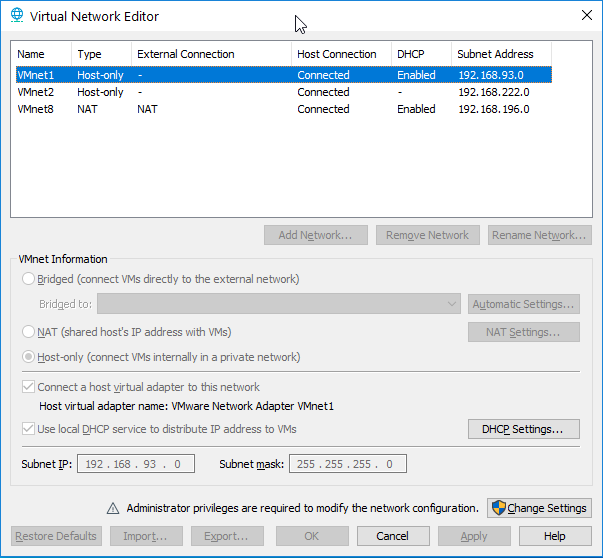 Virtual Network Editor
Name Type External Connection Host Connection DHCP Subnet Address
VMnet1 Host-only - Connected Enabled 192.168.93.0
VMnet2 Host-only - Connected - 192.168.222.0
VMnet8 NAT NAT Connected Enabled 192.168.196.0
Add Network... Remove Network Rename Network...
VMnet Information
Bridged (connect VMs directly to the external network)
Bridged to: Automatic Settings...
NAT (shared host's IP address with VMs) NAT Settings...
Host-only (connect VMs internally in a private network)
Connect a host virtual adapter to this network
Host virtual adapter name: VMware Network Adapter VMnet1
Use local DHCP service to distribute IP address to VMs DHCP Settings...
Subnet IP: 192 . 168 . 93 . 0 Subnet mask: 255 . 255 . 255 . 0
Administrator privileges are required to modify the network configuration. Change Settings
Restore Defaults Import... Export... OK Cancel Apply Help